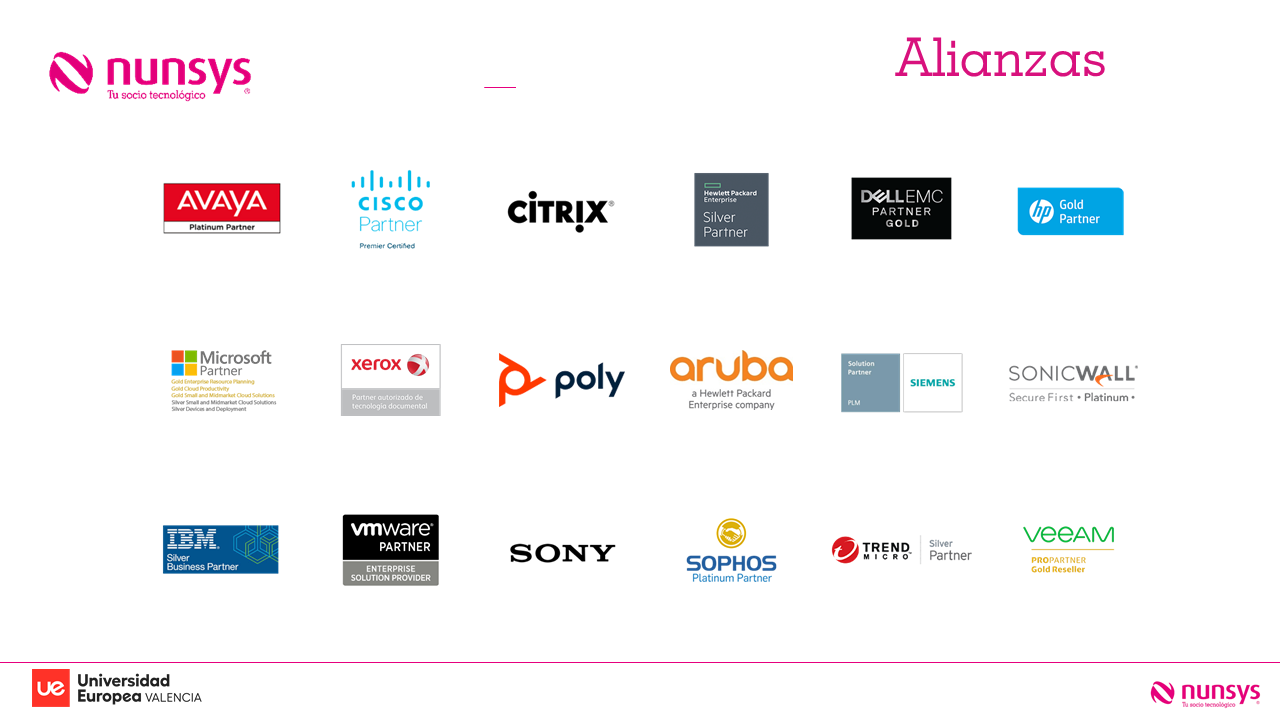 nunsys
Tu socio tecnológico
Alianzas
AVAYA
Platinum Partner
CISCO
Partner
Premier Certified
CiTRIX
Hewlett Packard
Enterprise
Silver
Partner
DELLEMC
PARTNER
GOLD
hp
Gold
Partner
Microsoft
Partner
Gold Enterprise Resource Planning
Gold Cloud Productivity
Gold Small and Midmarket Cloud Solutions
Silver Small and Midmarket Cloud Solutions
Silver Devices and Deployment
xerox
Partner autorizado de
tecnología documental
poly
aruba
a Hewlett Packard
Enterprise company
Solution
Partner
PLM
SIEMENS
SONICWALL
Secure First • Platinum •
IBM
Silver
Business Partner
vmware
PARTNER
ENTERPRISE
SOLUTION PROVIDER
SONY
SOPHOS
Platinum Partner
TREND
MICRO
Silver
Partner
veeAM
PROPARTNER
Gold Reseller
ue
Universidad
Europea VALENCIA
nunsys
Tu socio tecnológico